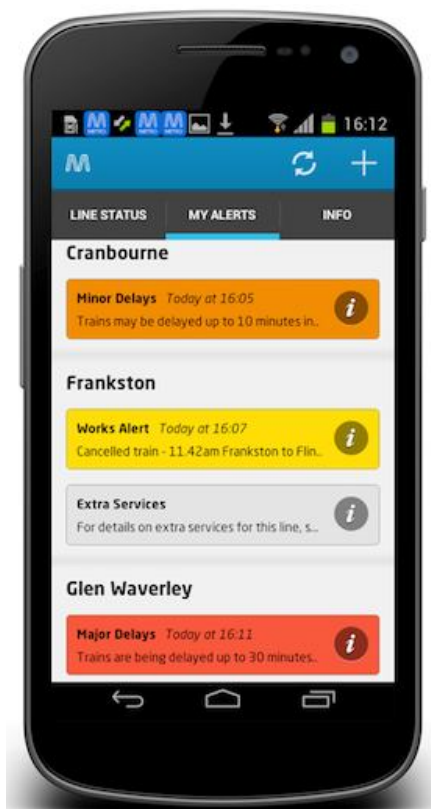 16:12
M
LINE STATUS MY ALERTS INFO
Cranbourne
Minor Delays Today at 16:05
Trains may be delayed up to 10 minutes in..
Frankston
Works Alert Today at 16:07
Cancelled train - 11.42am Frankston to Flin..
Extra Services
For details on extra services for this line, s...
Glen Waverley
Major Delays Today at 16:11
Trains are being delayed up to 30 minutes..